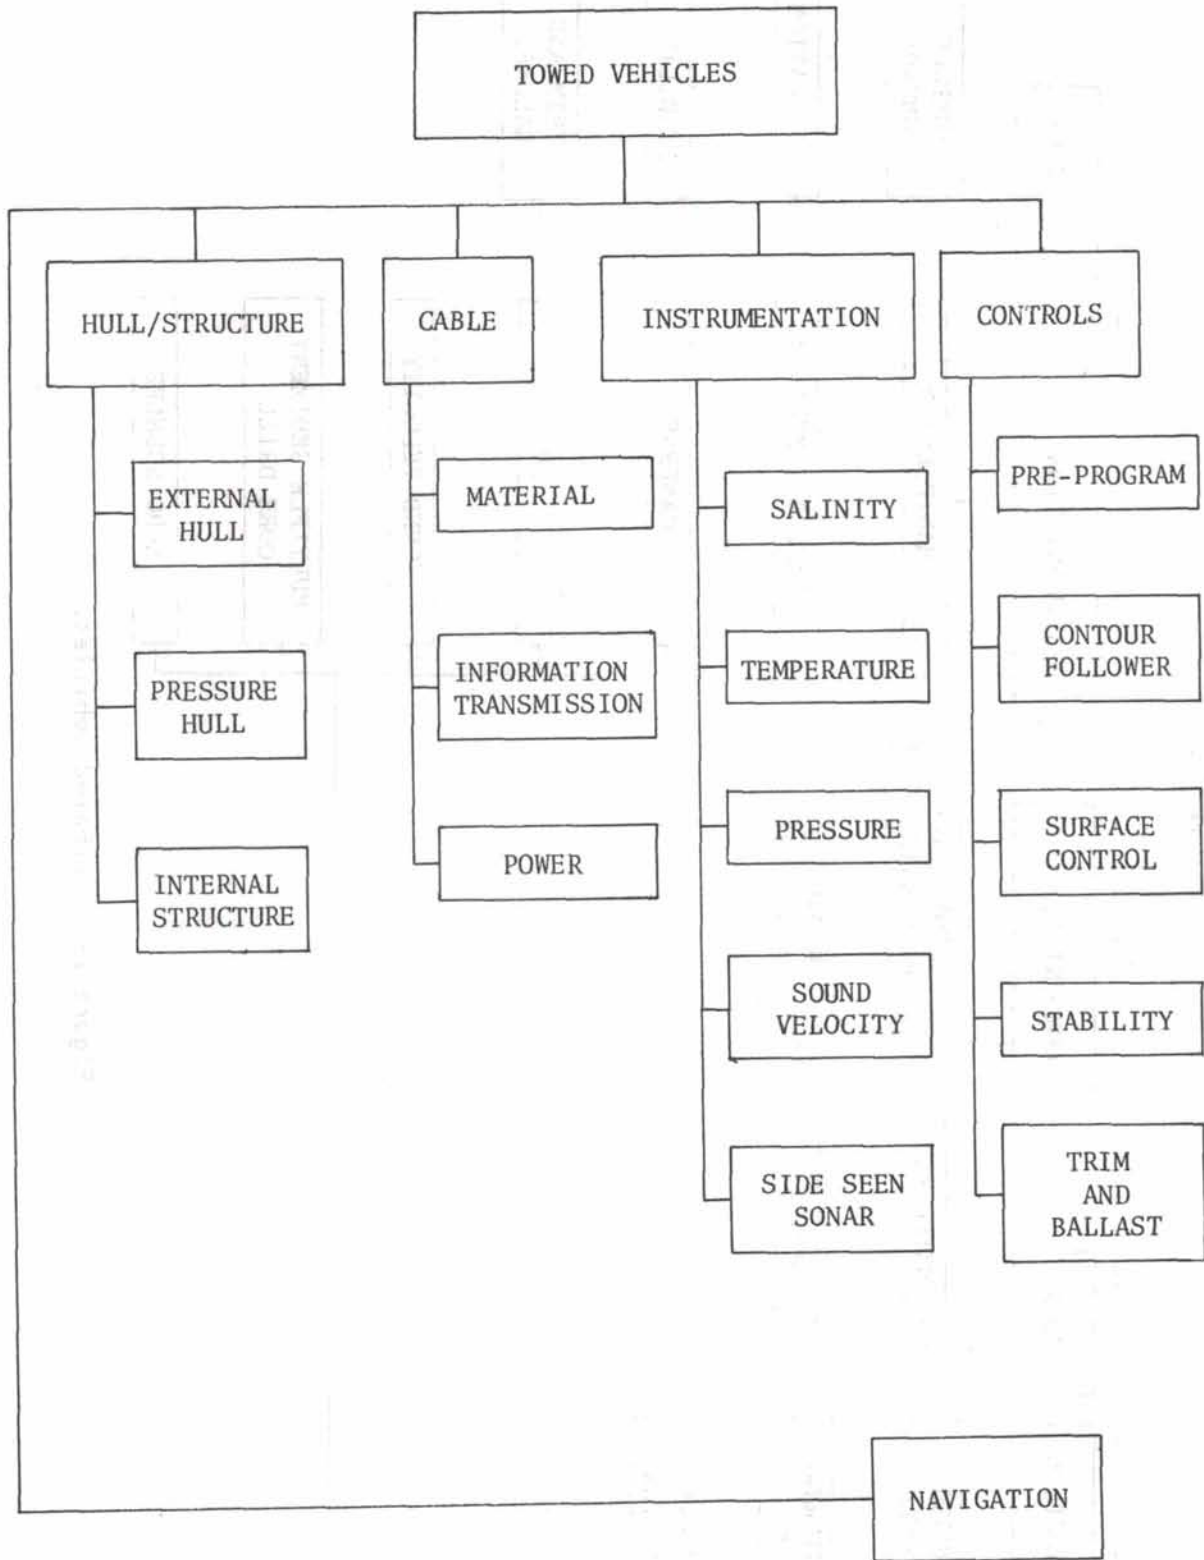 TOWED VEHICLES
HULL/STRUCTURE
CABLE
INSTRUMENTATION
CONTROLS
EXTERNAL
HULL
PRESSURE
HULL
INTERNAL
STRUCTURE
MATERIAL
INFORMATION
TRANSMISSION
POWER
SALINITY
TEMPERATURE
PRESSURE
SOUND
VELOCITY
SIDE SEEN
SONAR
PRE-PROGRAM
CONTOUR
FOLLOWER
SURFACE
CONTROL
STABILITY
TRIM
AND
BALLAST
NAVIGATION